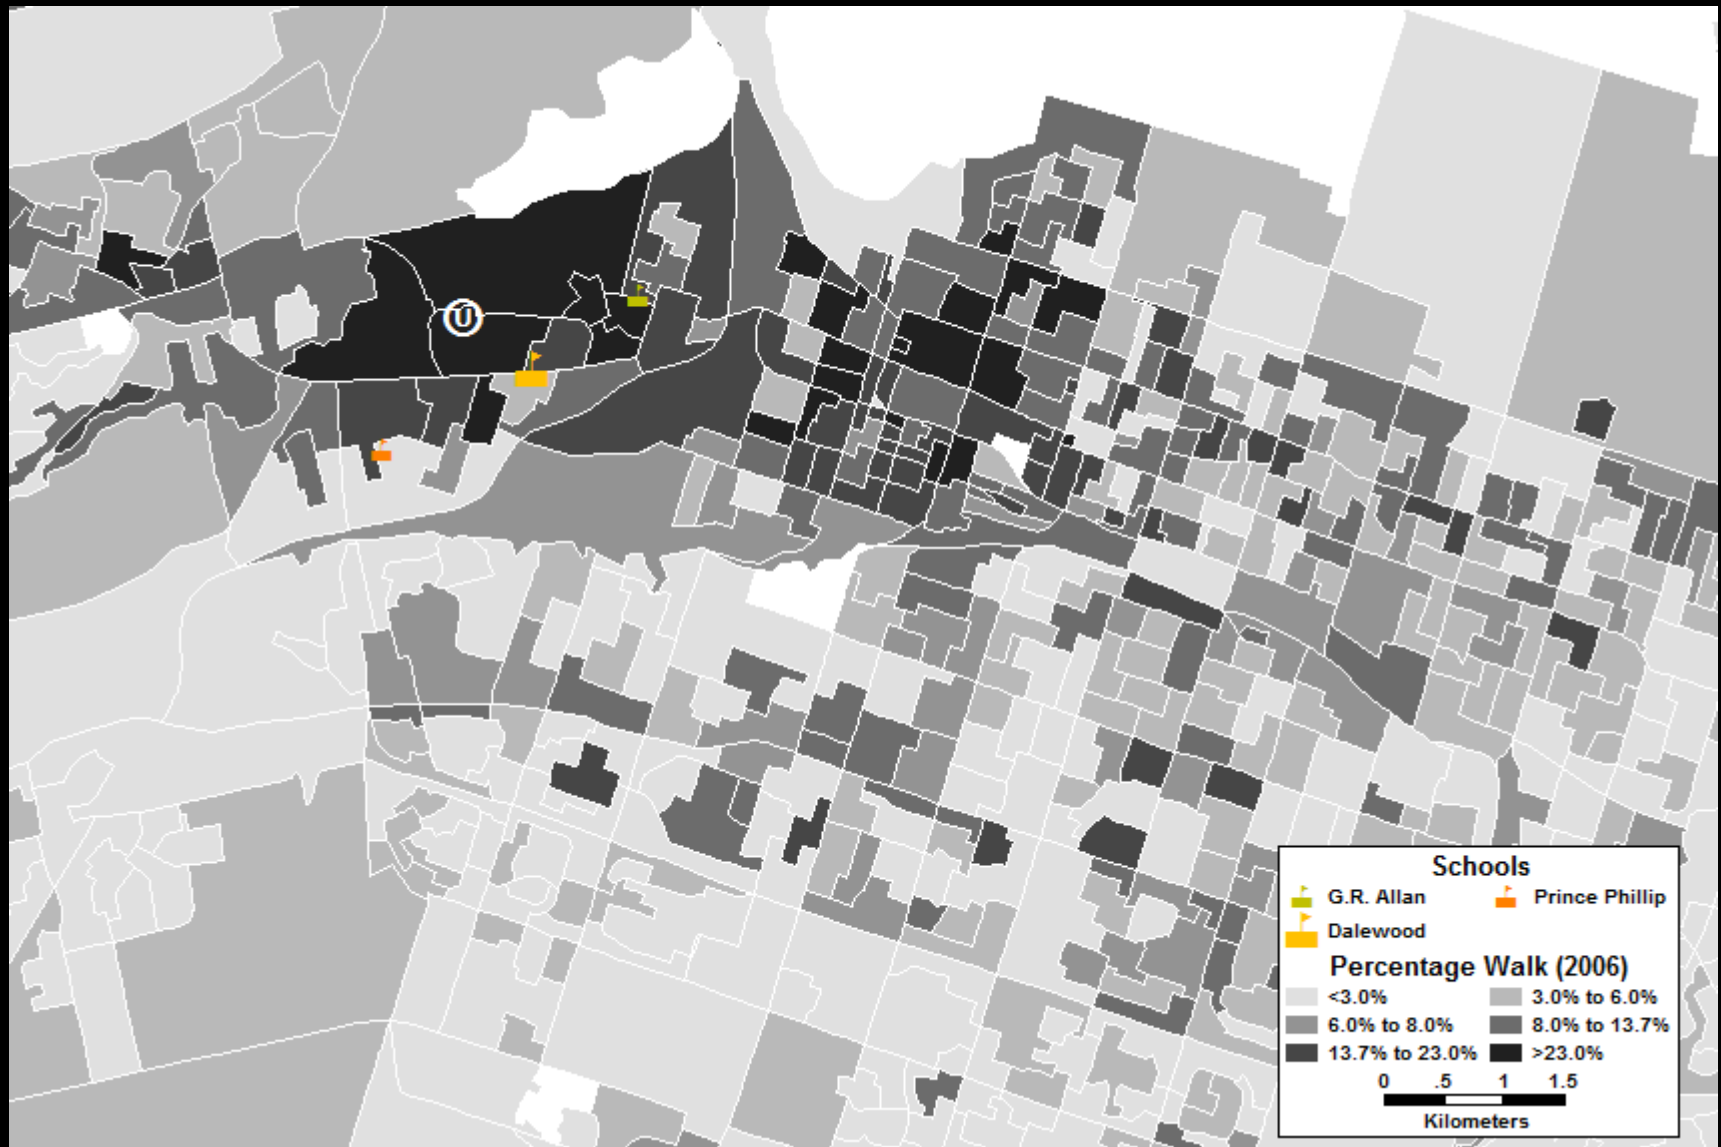 U
Schools
G.R. Allan
Prince Phillip
Dalewood
Percentage Walk (2006)
<3.0%
3.0% to 6.0%
6.0% to 8.0%
8.0% to 13.7%
13.7% to 23.0%
>23.0%
0 .5 1 1.5
Kilometers